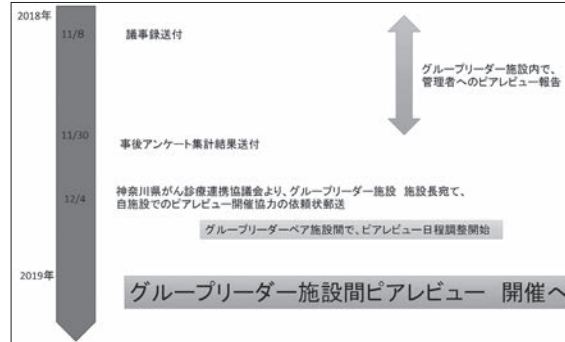 2018年
11/8 議事録送付
グループリーダー施設内で、
管理者へのピアレビュー報告
11/30 事後アンケート集計結果送付
12/4 神奈川県がん診療連携協議会より、グループリーダー施設 施設長宛て、
自施設でのピアレビュー開催協力の依頼状郵送
グループリーダーペア施設間で、ピアレビュー日程調整開始
2019年
グループリーダー施設間ピアレビュー 開催へ